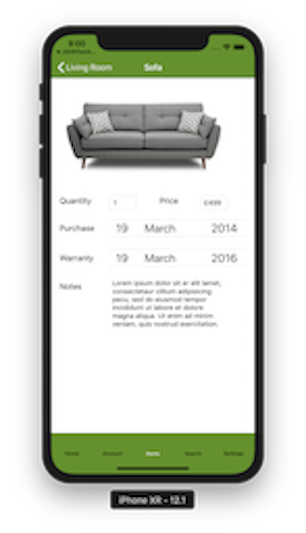 9:00
Living Room
Sofa
Quantity 1 Price £499
Purchase 19 March 2014
Warranty 19 March 2016
Notes
Lorem ipsum dolor sit er elit lamet,
consectetaur cillium adipisicing
pecu, sed do eiusmod tempor
incididunt ut labore et dolore
magna aliqua. Ut enim ad minim
veniam, quis nostrud exercitation.
Home Account Items Search Settings
iPhone XR - 12.1